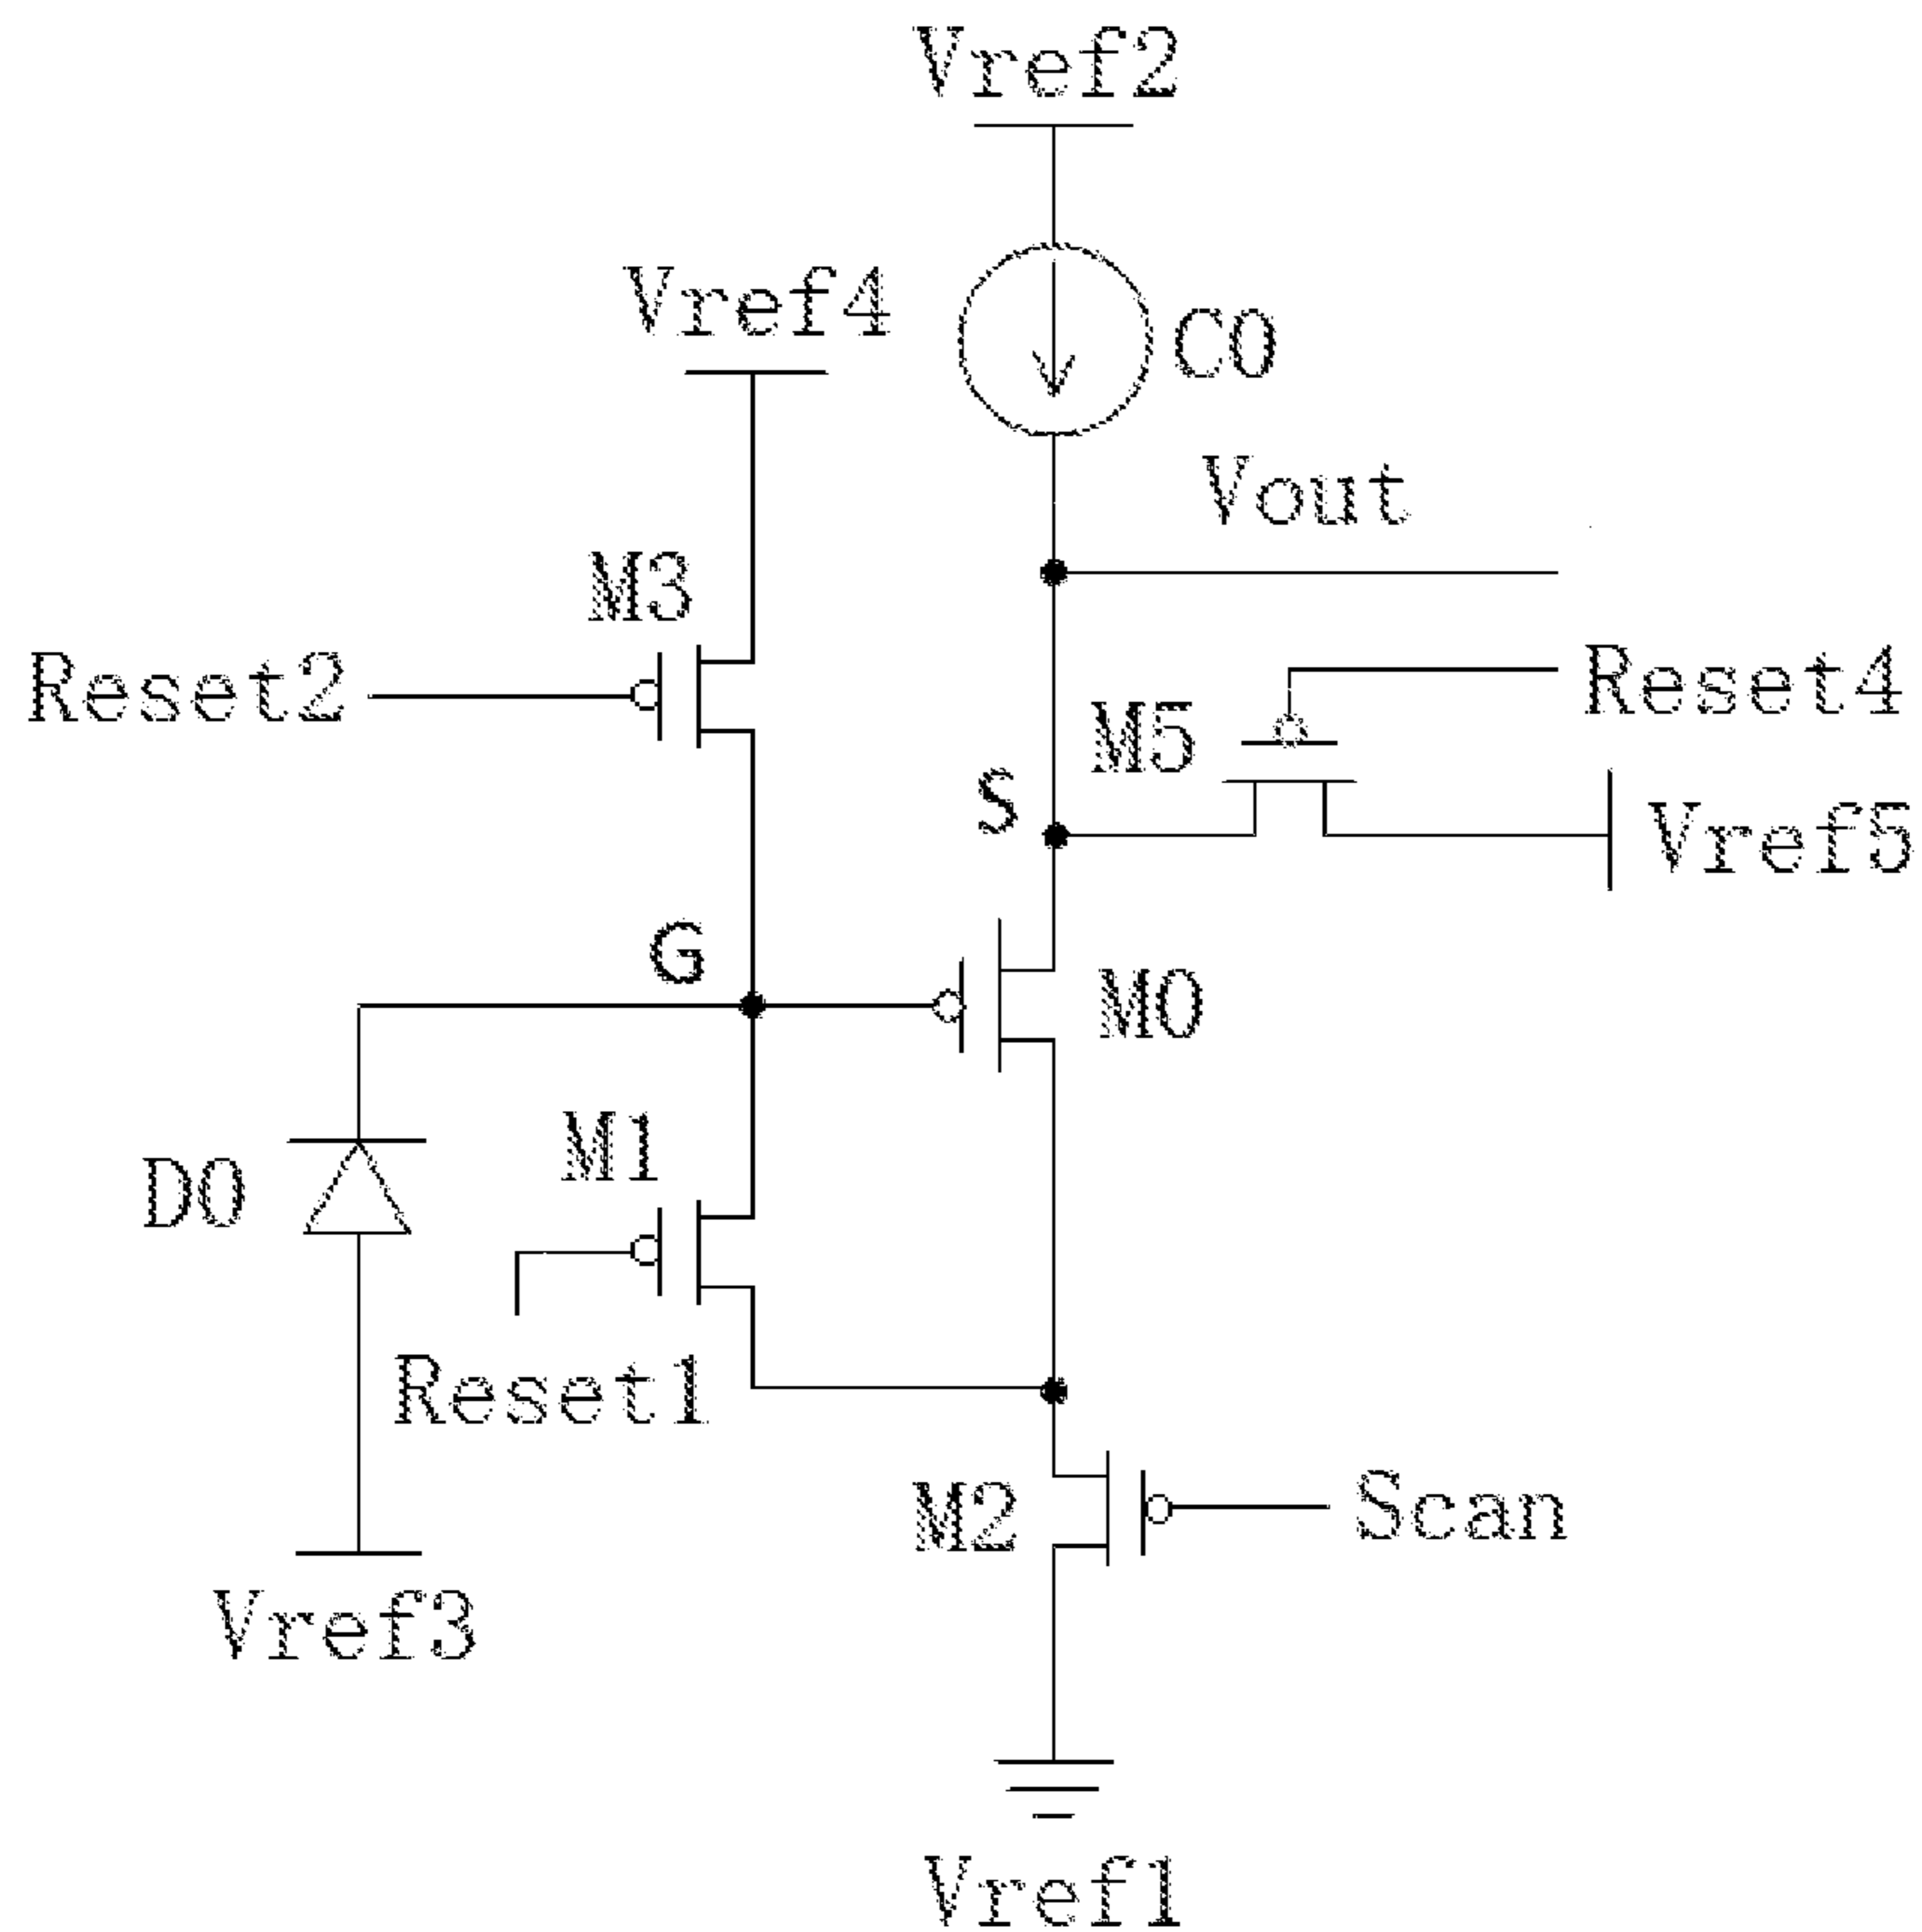 Vref2
Vref4
C0
Vout
M3
Reset2
Reset4
M5
S
Vref5
G
M0
M1
D0
Reset1
M2
Scan
Vref3
Vref1